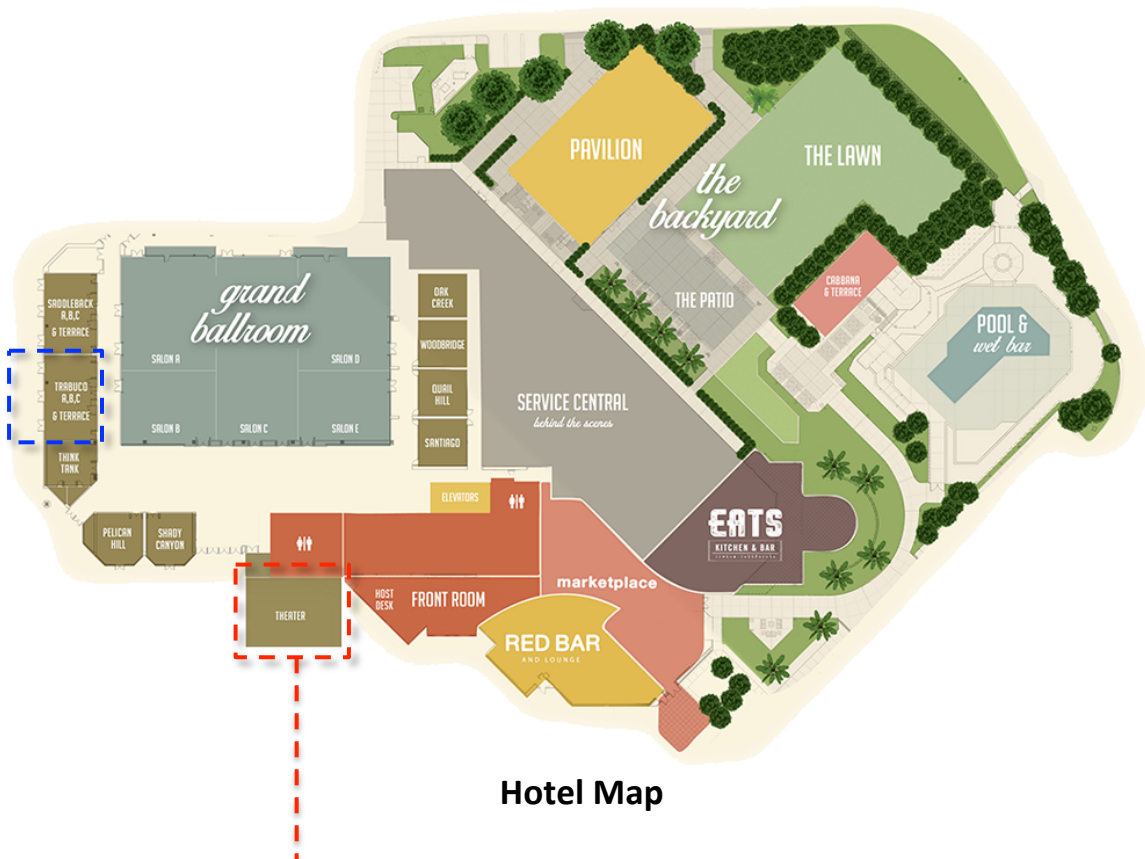 PAVILION
THE LAWN
the
backyard
THE PATIO
CABBANA
& TERRACE
POOL &
wet bar
SADDLEBACK
A,B,C
& TERRACE
TRABUCO
A,B,C
& TERRACE
THINK
TANK
PELICAN
HILL
SHADY
CANYON
grand
ballroom
SALON A
SALON D
SALON B
SALON C
SALON E
OAK
CREEK
WOODBRIDGE
QUAIL
HILL
SANTIAGO
SERVICE CENTRAL
behind the scenes
ELEVATORS
EATS
KITCHEN & BAR
marketplace
HOST
DESK
FRONT ROOM
THEATER
RED BAR
AND LOUNGE
Hotel Map